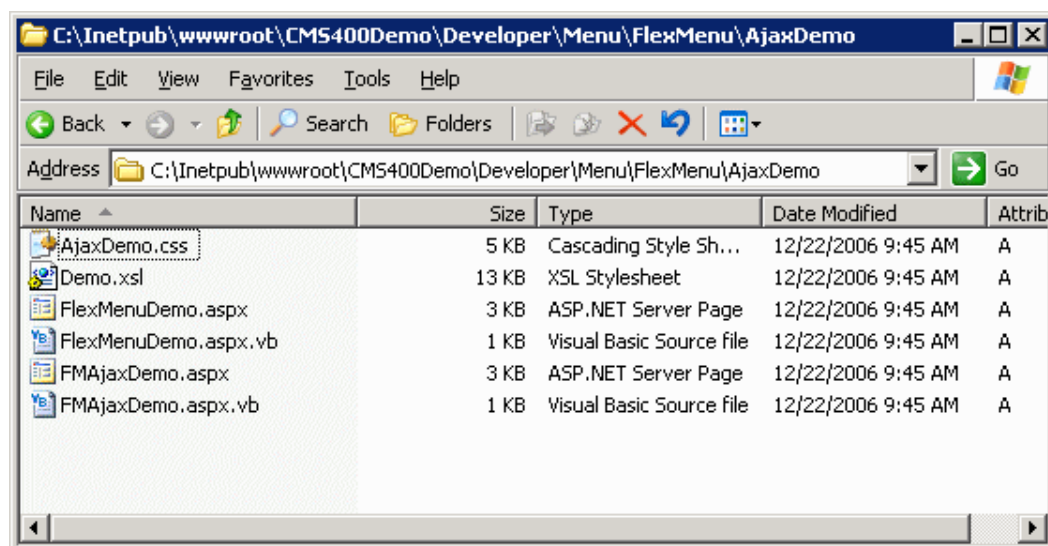 C:\Inetpub\wwwroot\CMS400Demo\Developer\Menu\FlexMenu\AjaxDemo
File Edit View Favorites Tools Help
Back Search Folders
Address C:\Inetpub\wwwroot\CMS400Demo\Developer\Menu\FlexMenu\AjaxDemo Go
Name Size Type Date Modified Attrib
AjaxDemo.css 5 KB Cascading Style Sh... 12/22/2006 9:45 AM A
Demo.xsl 13 KB XSL Stylesheet 12/22/2006 9:45 AM A
FlexMenuDemo.aspx 3 KB ASP.NET Server Page 12/22/2006 9:45 AM A
FlexMenuDemo.aspx.vb 1 KB Visual Basic Source file 12/22/2006 9:45 AM A
FMAjaxDemo.aspx 3 KB ASP.NET Server Page 12/22/2006 9:45 AM A
FMAjaxDemo.aspx.vb 1 KB Visual Basic Source file 12/22/2006 9:45 AM A